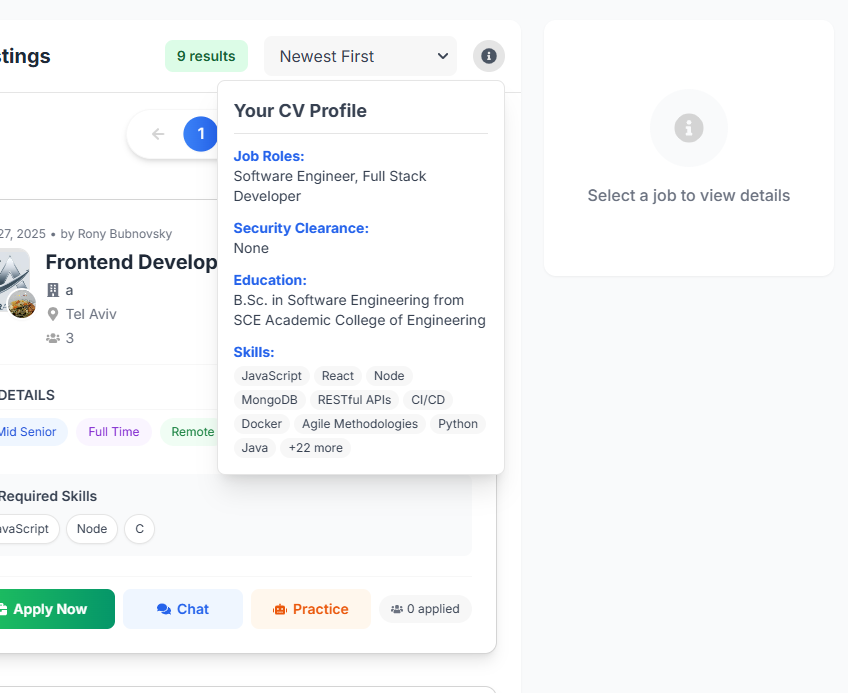 stings
9 results
Newest First
1
Your CV Profile
Job Roles:
Software Engineer, Full Stack
Developer
Security Clearance:
None
Education:
B.Sc. in Software Engineering from
SCE Academic College of Engineering
Skills:
JavaScript React Node
MongoDB RESTful APIs CI/CD
Docker Agile Methodologies Python
Java +22 more
27, 2025 • by Rony Bubnovsky
Frontend Develop
a
Tel Aviv
3
DETAILS
Mid Senior Full Time Remote
Required Skills
avaScript Node C
Apply Now Chat Practice 0 applied
Select a job to view details